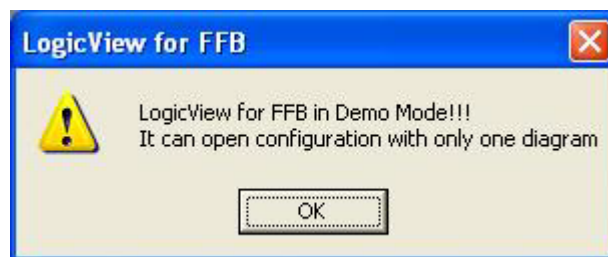 LogicView for FFB
LogicView for FFB in Demo Mode!!!
It can open configuration with only one diagram
OK